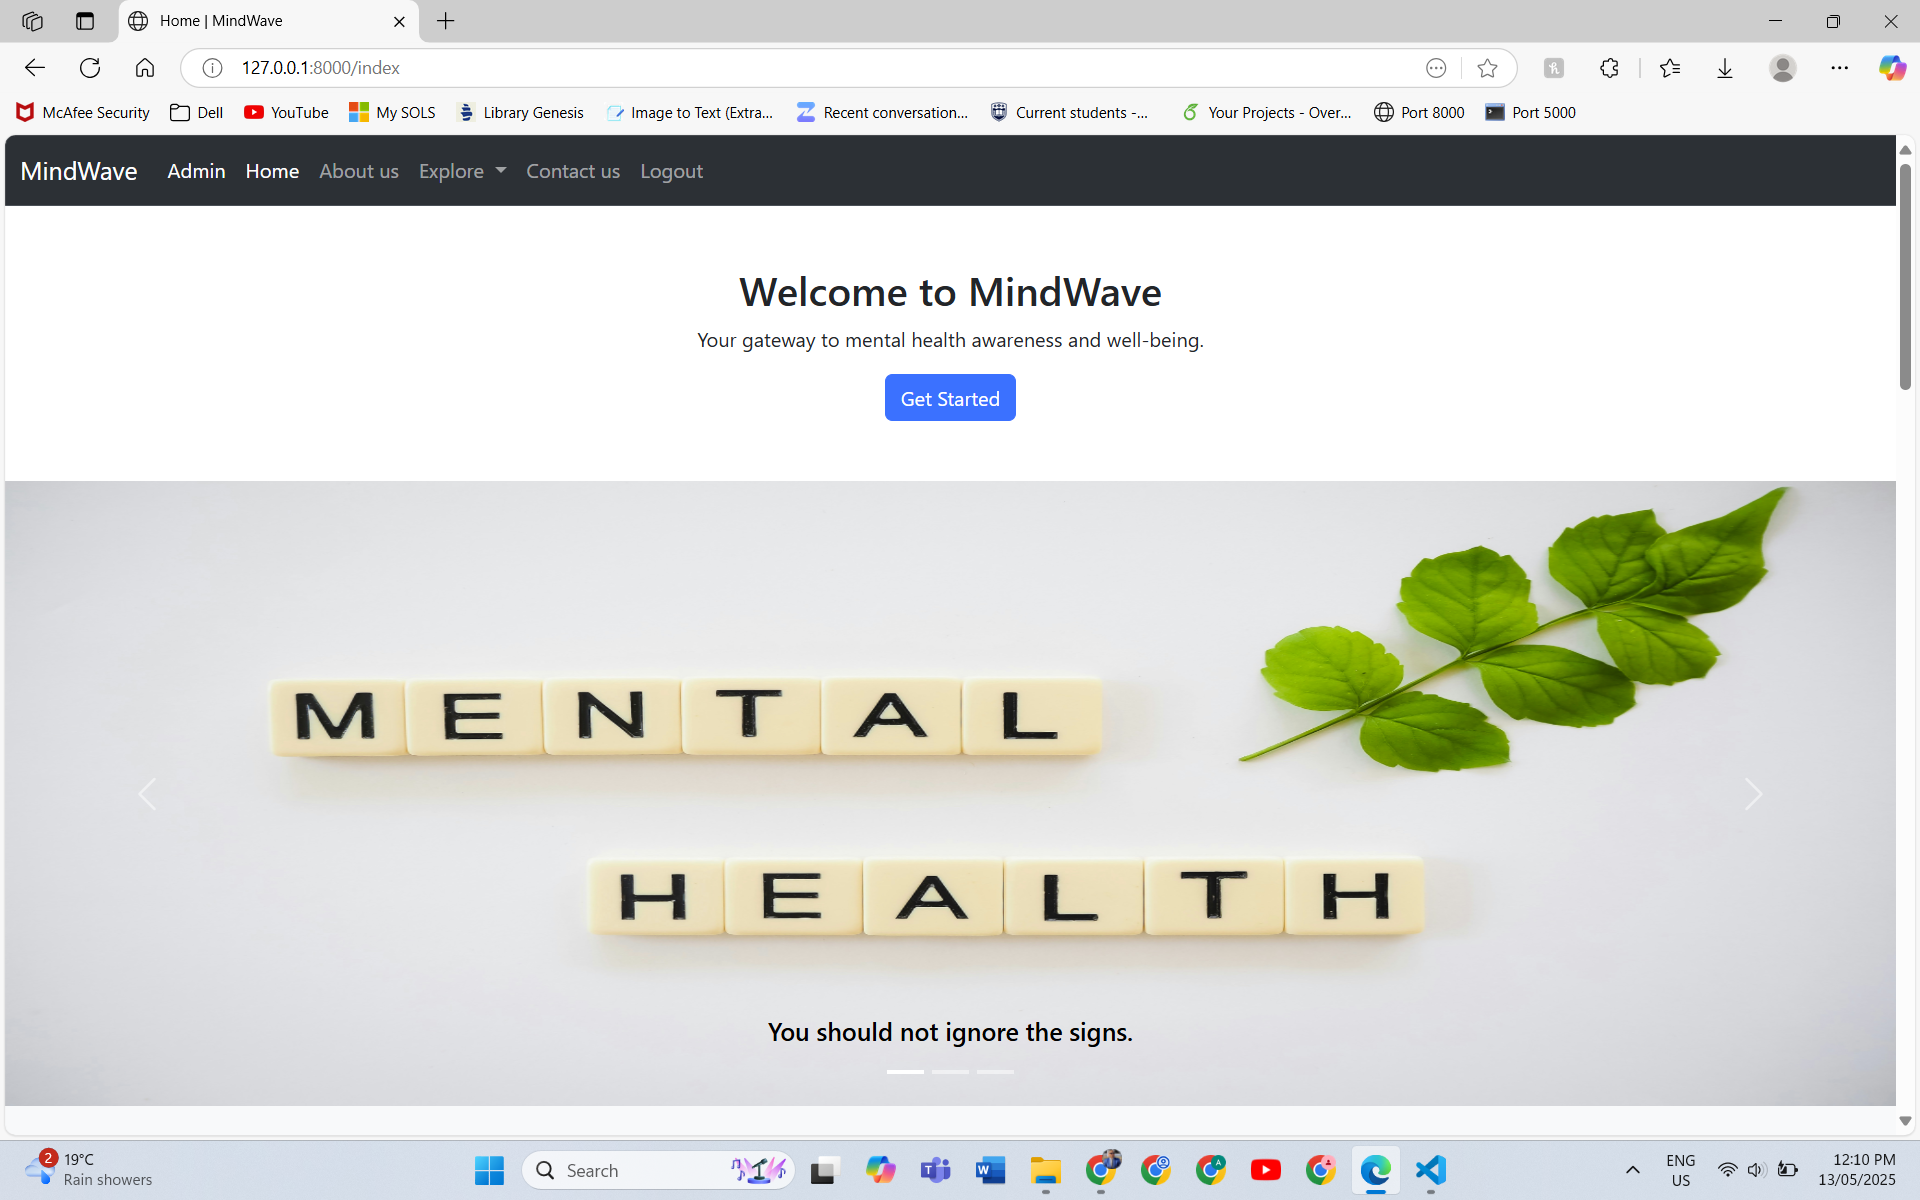 Home | MindWave
127.0.0.1:8000/index
McAfee Security Dell YouTube My SOLS Library Genesis Image to Text (Extra... Recent conversation... Current students -... Your Projects - Over... Port 8000 Port 5000
MindWave Admin Home About us Explore Contact us Logout
Welcome to MindWave
Your gateway to mental health awareness and well-being.
Get Started
MENTAL
HEALTH
You should not ignore the signs.
2
19°C
Rain showers
Search
A
ENG
US
12:10 PM
13/05/2025